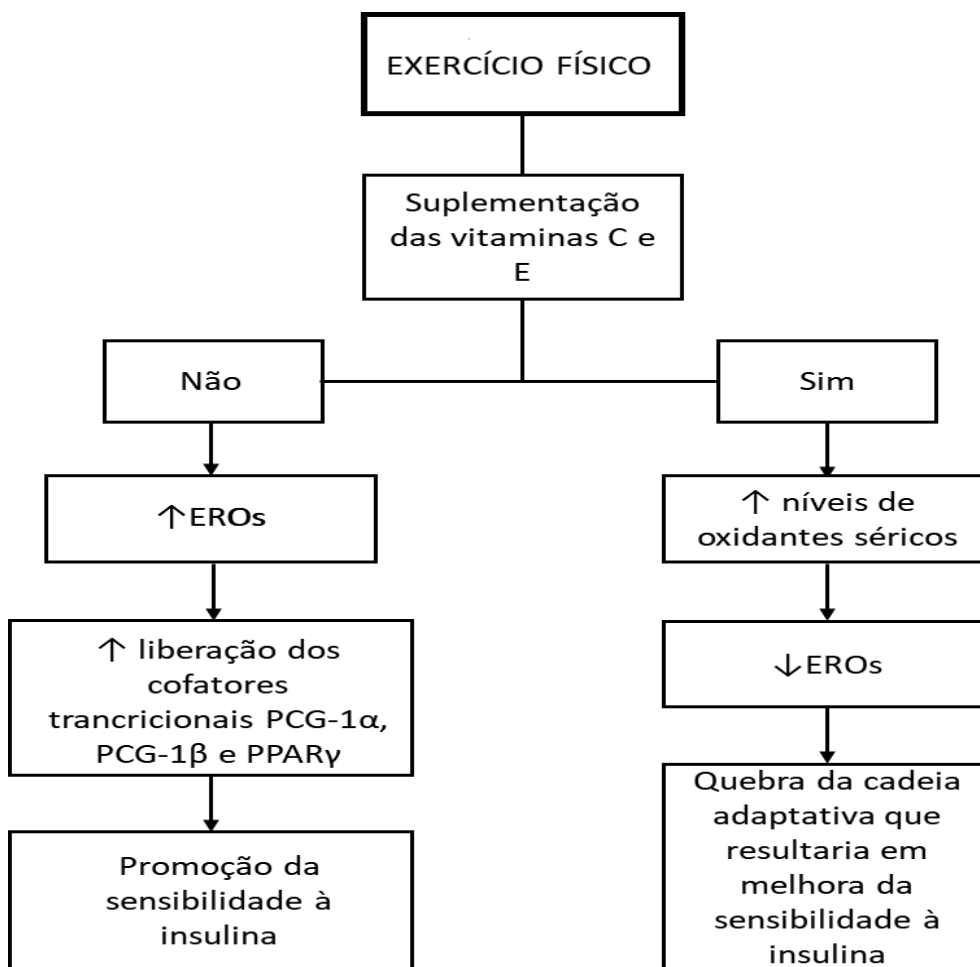 EXERCÍCIO FÍSICO
Suplementação
das vitaminas C e
E
Não
Sim
↑EROs
↑ níveis de
oxidantes séricos
↑ liberação dos
cofatores
trancricionais PCG-1α,
PCG-1β e PPARγ
↓EROs
Promoção da
sensibilidade à
insulina
Quebra da cadeia
adaptativa que
resultaria em
melhora da
sensibilidade à
insulina